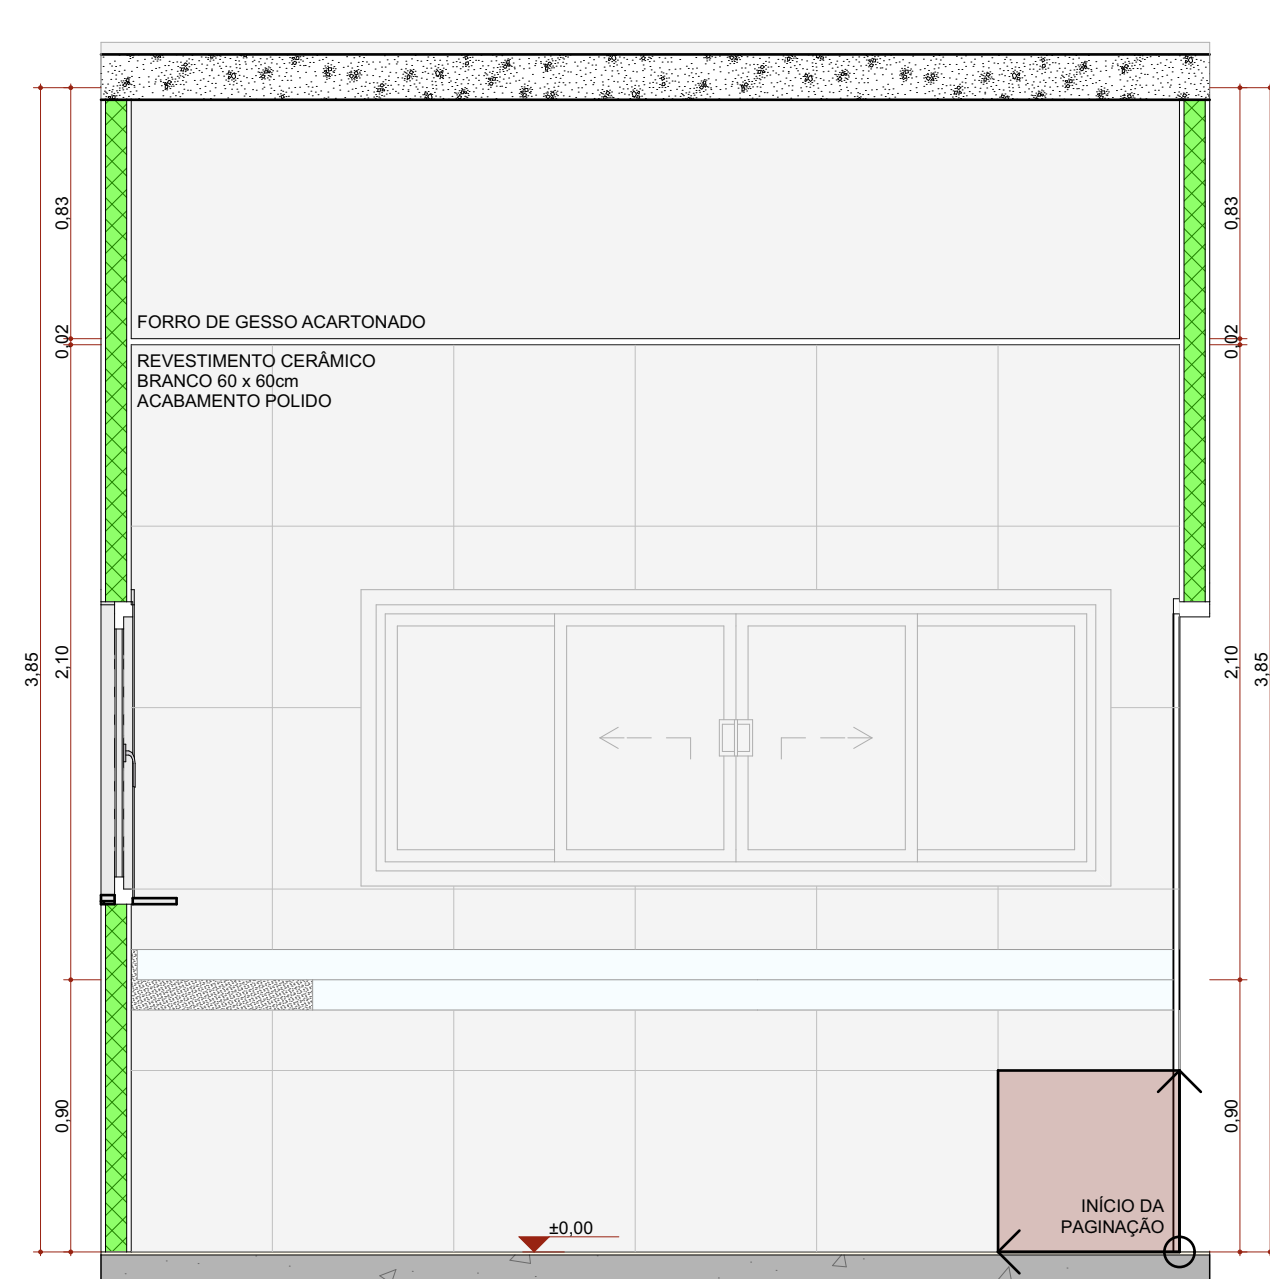 0,83
0,83
FORRO DE GESSO ACARTONADO
0,02
0,02
REVESTIMENTO CERÂMICO
BRANCO 60 x 60cm
ACABAMENTO POLIDO
3,85
2,10
2,10
3,85
0,90
0,90
INÍCIO DA
PAGINAÇÃO
±0,00